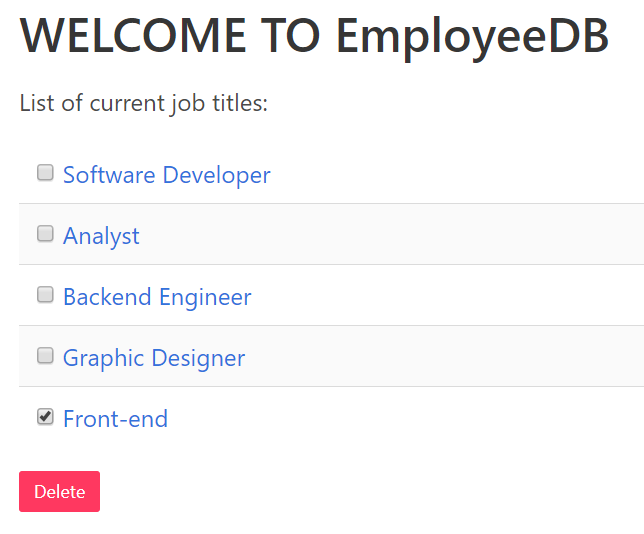 WELCOME TO EmployeeDB
List of current job titles:
Software Developer
Analyst
Backend Engineer
Graphic Designer
Front-end
Delete